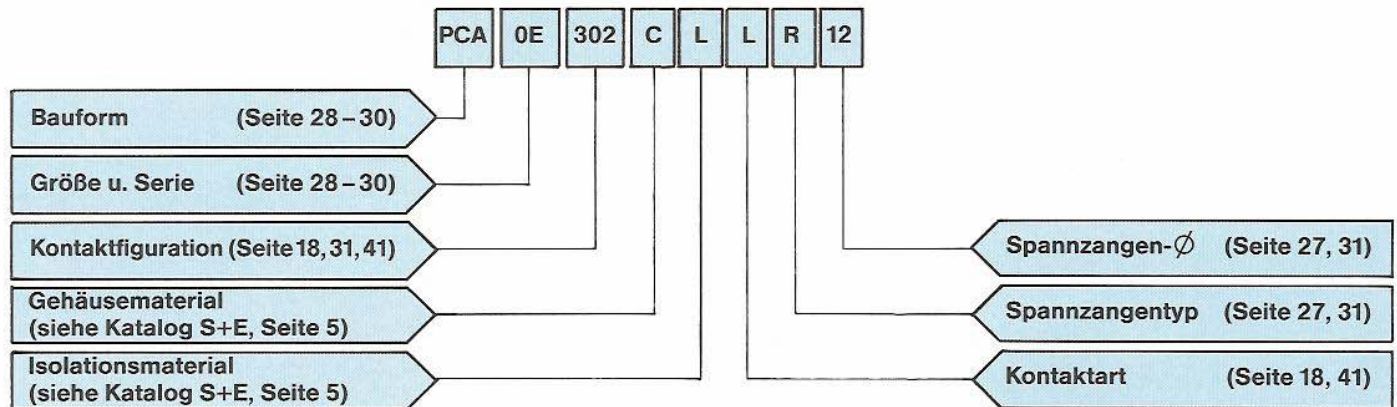 PCA 0E 302 C L L R 12
Bauform (Seite 28–30)
Größe u. Serie (Seite 28–30)
Kontaktfiguration (Seite 18, 31, 41)
Gehäusematerial
(siehe Katalog S+E, Seite 5)
Isolationsmaterial
(siehe Katalog S+E, Seite 5)
Spannzangen-Ø (Seite 27, 31)
Spannzangentyp (Seite 27, 31)
Kontaktart (Seite 18, 41)